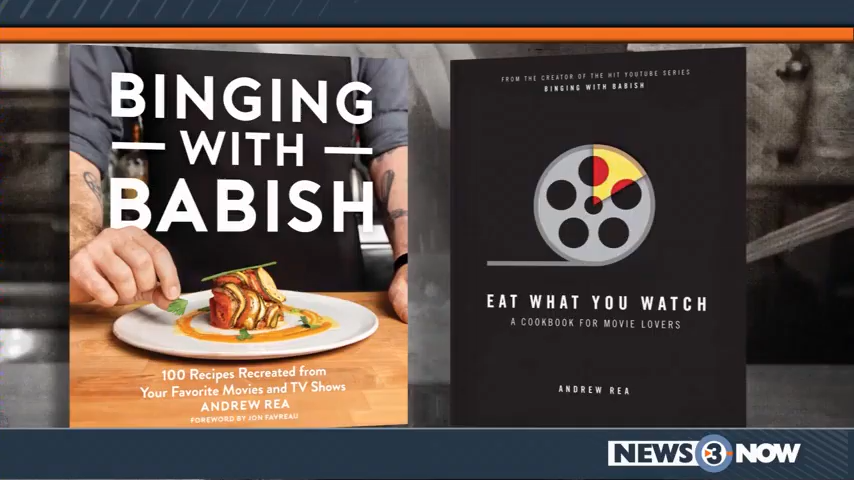 BINGING
WITH
BABISH
100 Recipes Recreated from
Your Favorite Movies and TV Shows
ANDREW REA
FOREWORD BY JON FAVREAU
FROM THE CREATOR OF THE HIT YOUTUBE SERIES
BINGING WITH BABISH
EAT WHAT YOU WATCH
A COOKBOOK FOR MOVIE LOVERS
ANDREW REA
NEWS 3 NOW